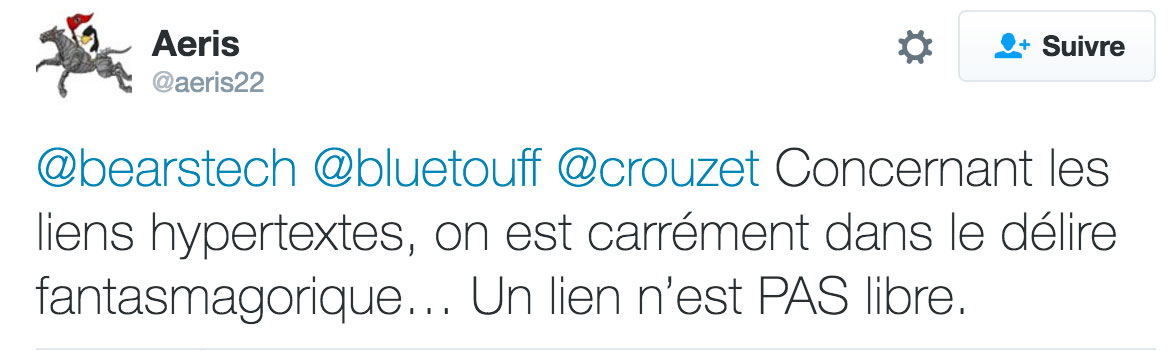 Aeris
@aeris22
Suivre
@bearstech @bluetouff @crouzet Concernant les
liens hypertextes, on est carrément dans le délire
fantasmagorique… Un lien n’est PAS libre.